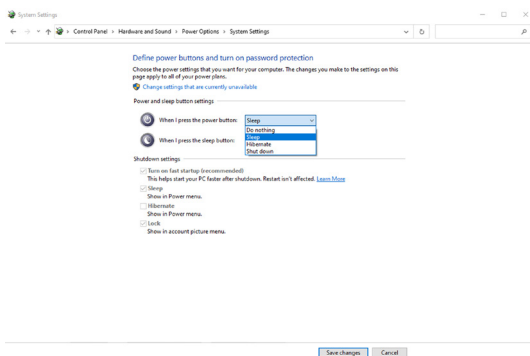 System Settings
Control Panel > Hardware and Sound > Power Options > System Settings
Define power buttons and turn on password protection
Choose the power settings that you want for your computer. The changes you make to the settings on this
page apply to all of your power plans.
Change settings that are currently unavailable
Power and sleep button settings
When I press the power button: Sleep
Do nothing
Sleep
Hibernate
Shut down
When I press the sleep button:
Shutdown settings
Turn on fast startup (recommended)
This helps start your PC faster after shutdown. Restart isn't affected. Learn More
Sleep
Show in Power menu.
Hibernate
Show in Power menu.
Lock
Show in account picture menu.
Save changes Cancel